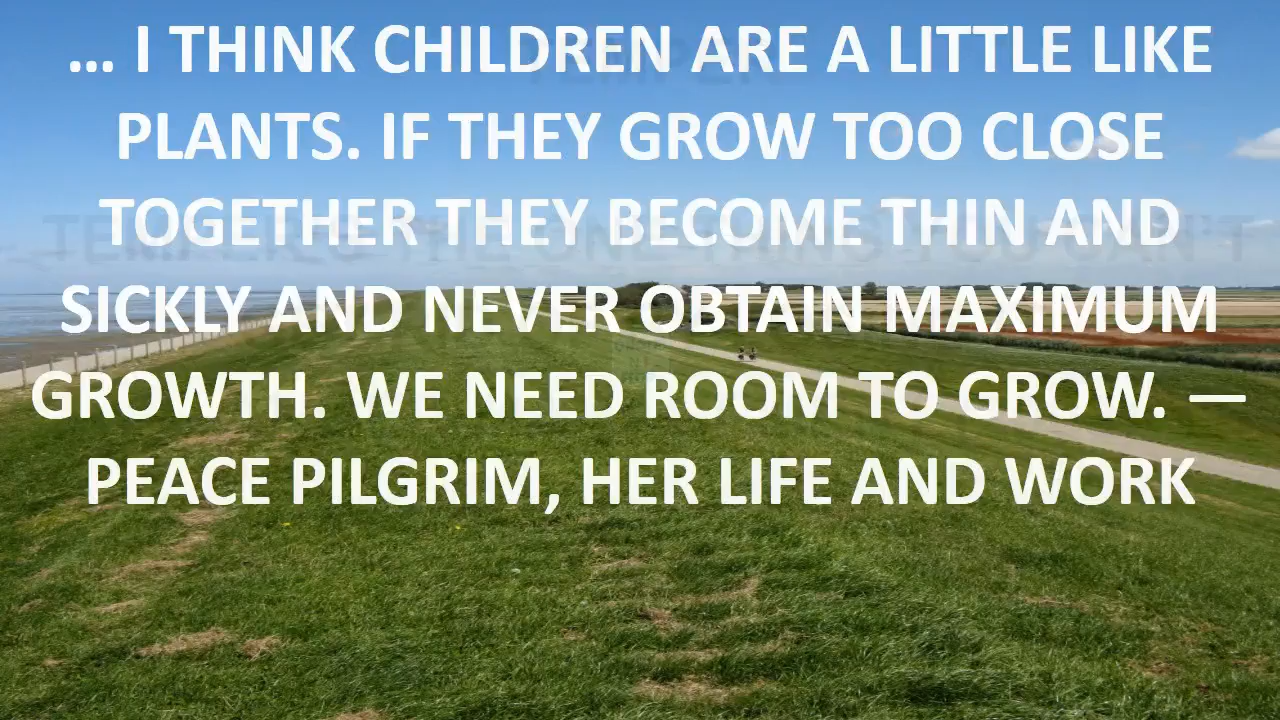 ... I THINK CHILDREN ARE A LITTLE LIKE
PLANTS. IF THEY GROW TOO CLOSE
TOGETHER THEY BECOME THIN AND
SICKLY AND NEVER OBTAIN MAXIMUM
GROWTH. WE NEED ROOM TO GROW. —
PEACE PILGRIM, HER LIFE AND WORK